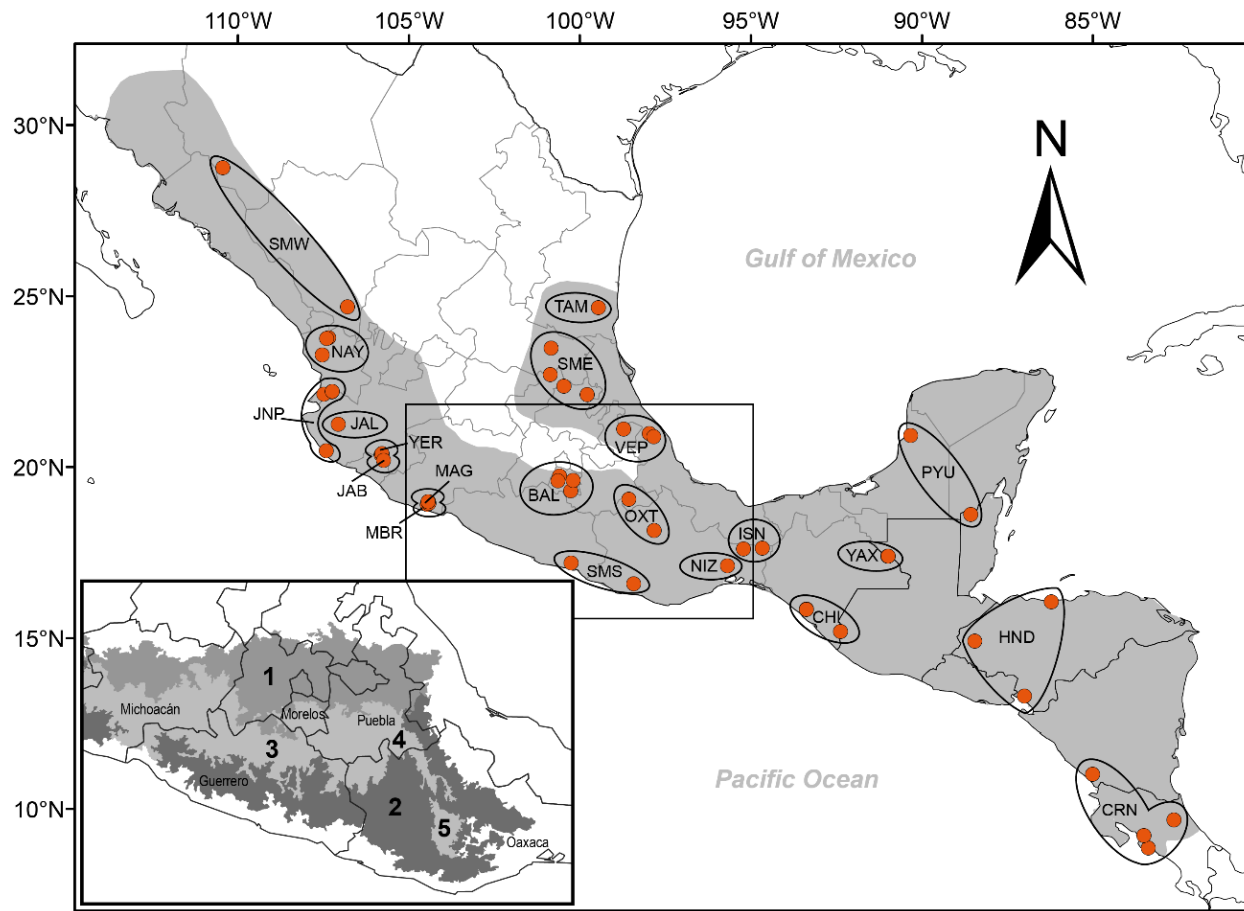 110°W 105°W 100°W 95°W 90°W 85°W
30°N
N
SMW
Gulf of Mexico
25°N
TAM
NAY
SME
JNP
JAL
YER
VEP
20°N
MAG
PYU
JAB
BAL
OXT
MBR
ISN
YAX
NIZ
SMS
CHI
15°N
HND
1
Michoacán
Morelos
Puebla
4
3
Pacific Ocean
Guerrero
2
10°N
CRN
5
Oaxaca